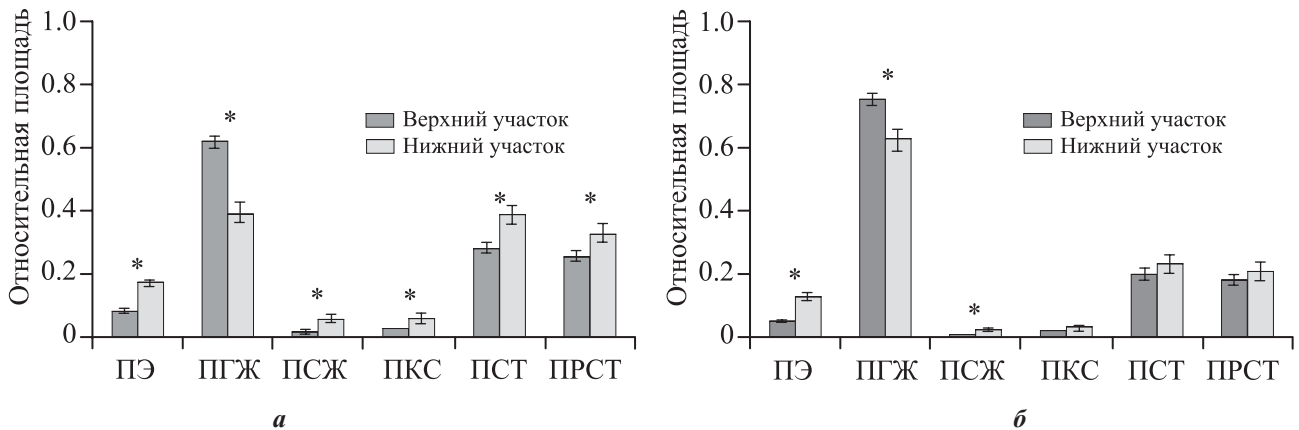 Относительная площадь
1.0
0.8
0.6
0.4
0.2
0
*
*
*
*
*
*
Верхний участок
Нижний участок
ПЭ ПГЖ ПСЖ ПКС ПСТ ПРСТ
а
Относительная площадь
1.0
0.8
0.6
0.4
0.2
0
*
*
*
Верхний участок
Нижний участок
ПЭ ПГЖ ПСЖ ПКС ПСТ ПРСТ
б